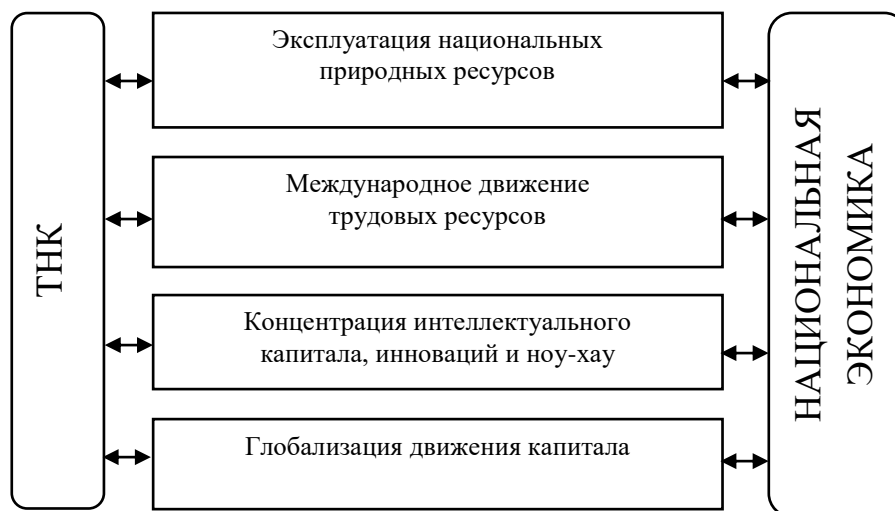 ТНК
Эксплуатация национальных
природных ресурсов
Международное движение
трудовых ресурсов
Концентрация интеллектуального
капитала, инноваций и ноу-хау
Глобализация движения капитала
НАЦИОНАЛЬНАЯ
ЭКОНОМИКА